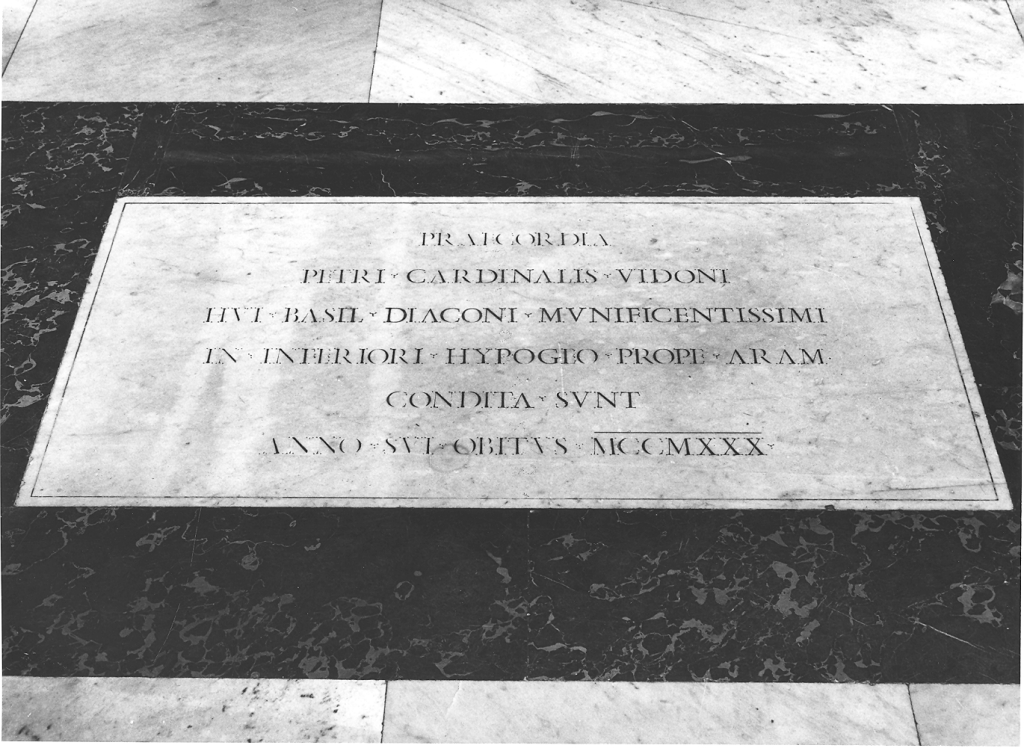 PRAECORDIA
PETRI · CARDINALIS · VIDONI
HVI · BASIL · DIACONI · MVNIFICENTISSIMI
IN · INFERIORI · HYPOGEO · PROPE · ARAM
CONDITA · SVNT
ANNO · SVI · OBITVS · MCCMXXX ·